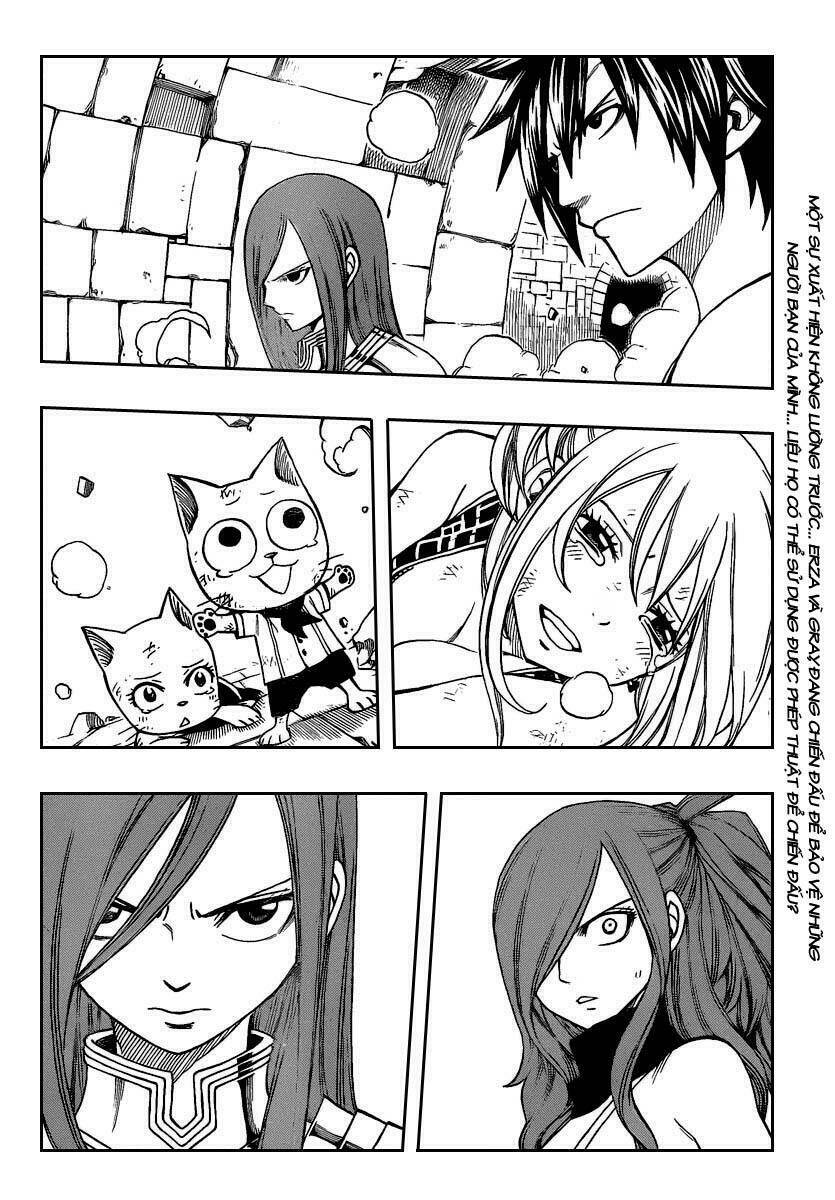 MỘT SỰ XUẤT HIỆN KHÔNG LƯỜNG TRƯỚC... ERZA VÀ GRAY ĐANG CHIẾN ĐẤU ĐỂ BẢO VỆ NHỮNG
NGƯỜI BẠN CỦA MÌNH... LIỆU HỌ CÓ THỂ SỬ DỤNG ĐƯỢC PHÉP THUẬT ĐỂ CHIẾN ĐẤU?